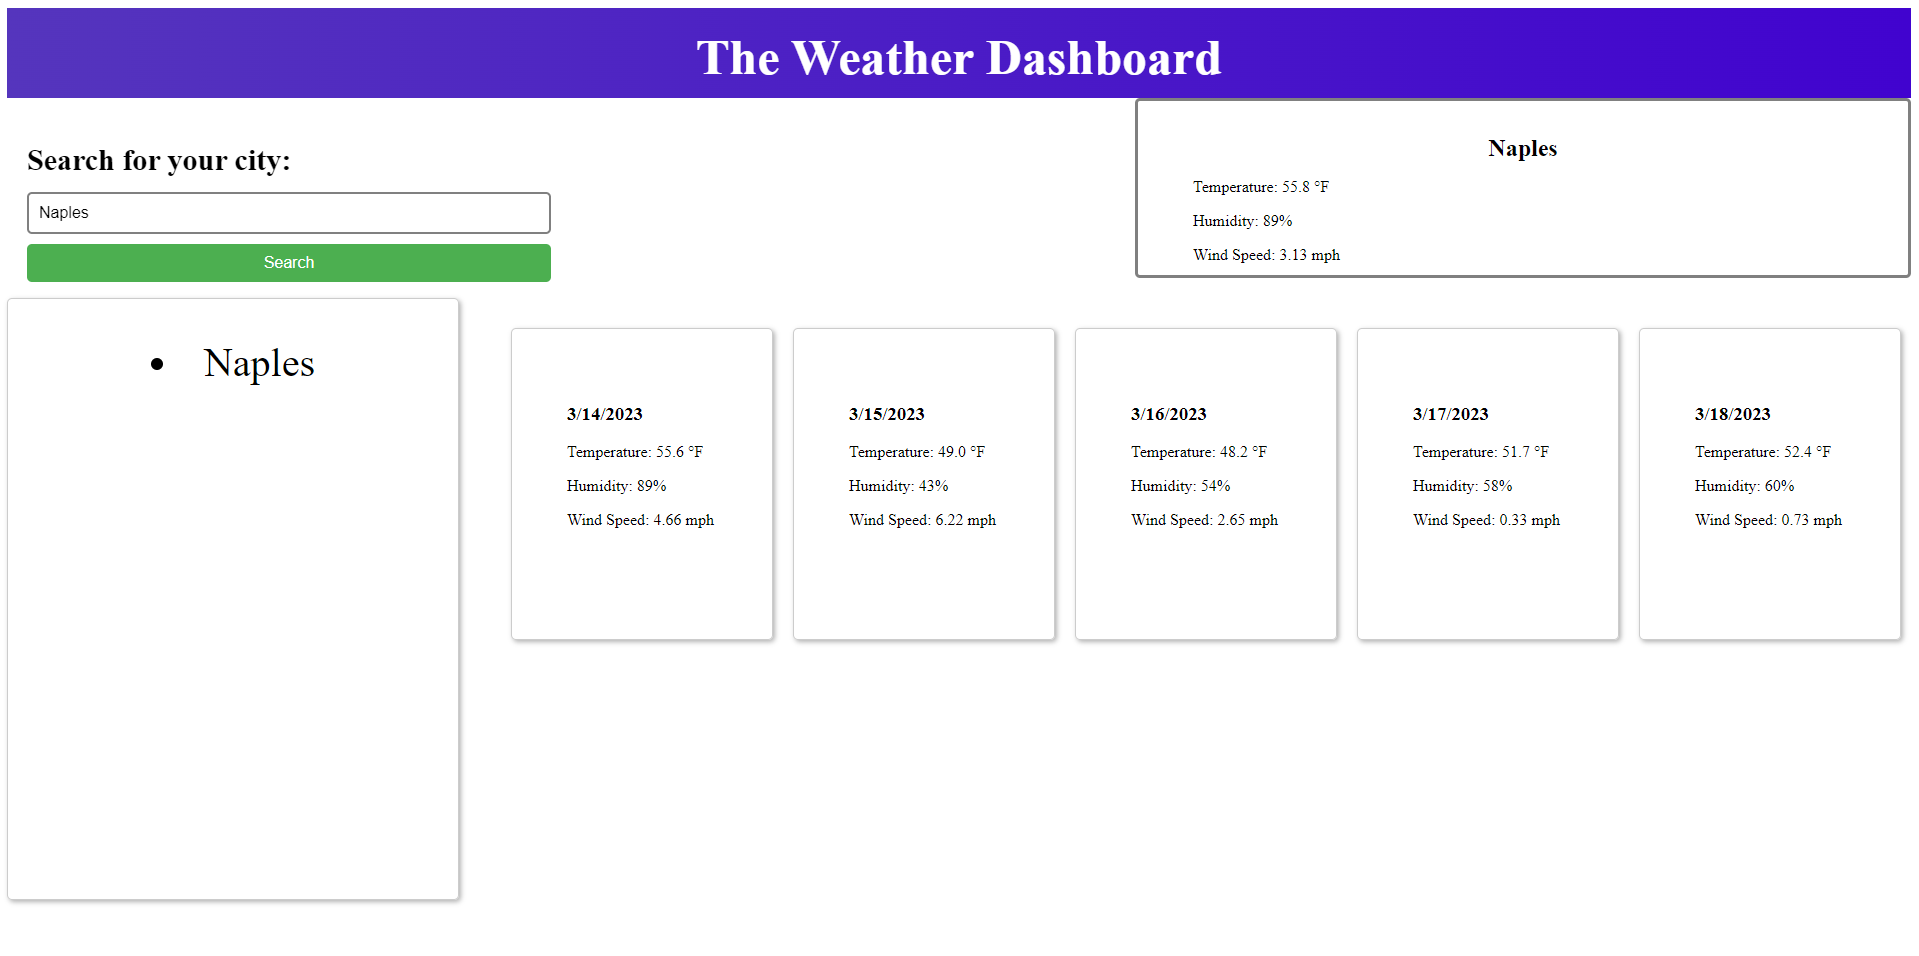 The Weather Dashboard
Search for your city:
Naples
Search
Naples
Temperature: 55.8 °F
Humidity: 89%
Wind Speed: 3.13 mph
Naples
3/14/2023
Temperature: 55.6 °F
Humidity: 89%
Wind Speed: 4.66 mph
3/15/2023
Temperature: 49.0 °F
Humidity: 43%
Wind Speed: 6.22 mph
3/16/2023
Temperature: 48.2 °F
Humidity: 54%
Wind Speed: 2.65 mph
3/17/2023
Temperature: 51.7 °F
Humidity: 58%
Wind Speed: 0.33 mph
3/18/2023
Temperature: 52.4 °F
Humidity: 60%
Wind Speed: 0.73 mph